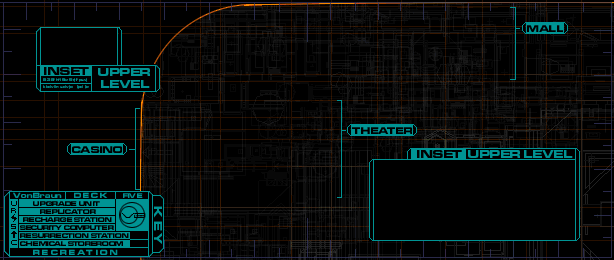 MALL
INSET UPPER LEVEL
THEATER
CASINO
INSET UPPER LEVEL
VonBraun DECK FIVE
UPGRADE UNIT
REPLICATOR
RECHARGE STATION
SECURITY COMPUTER
RESURRECTION STATION
CHEMICAL STOREROOM
KEY
RECREATION